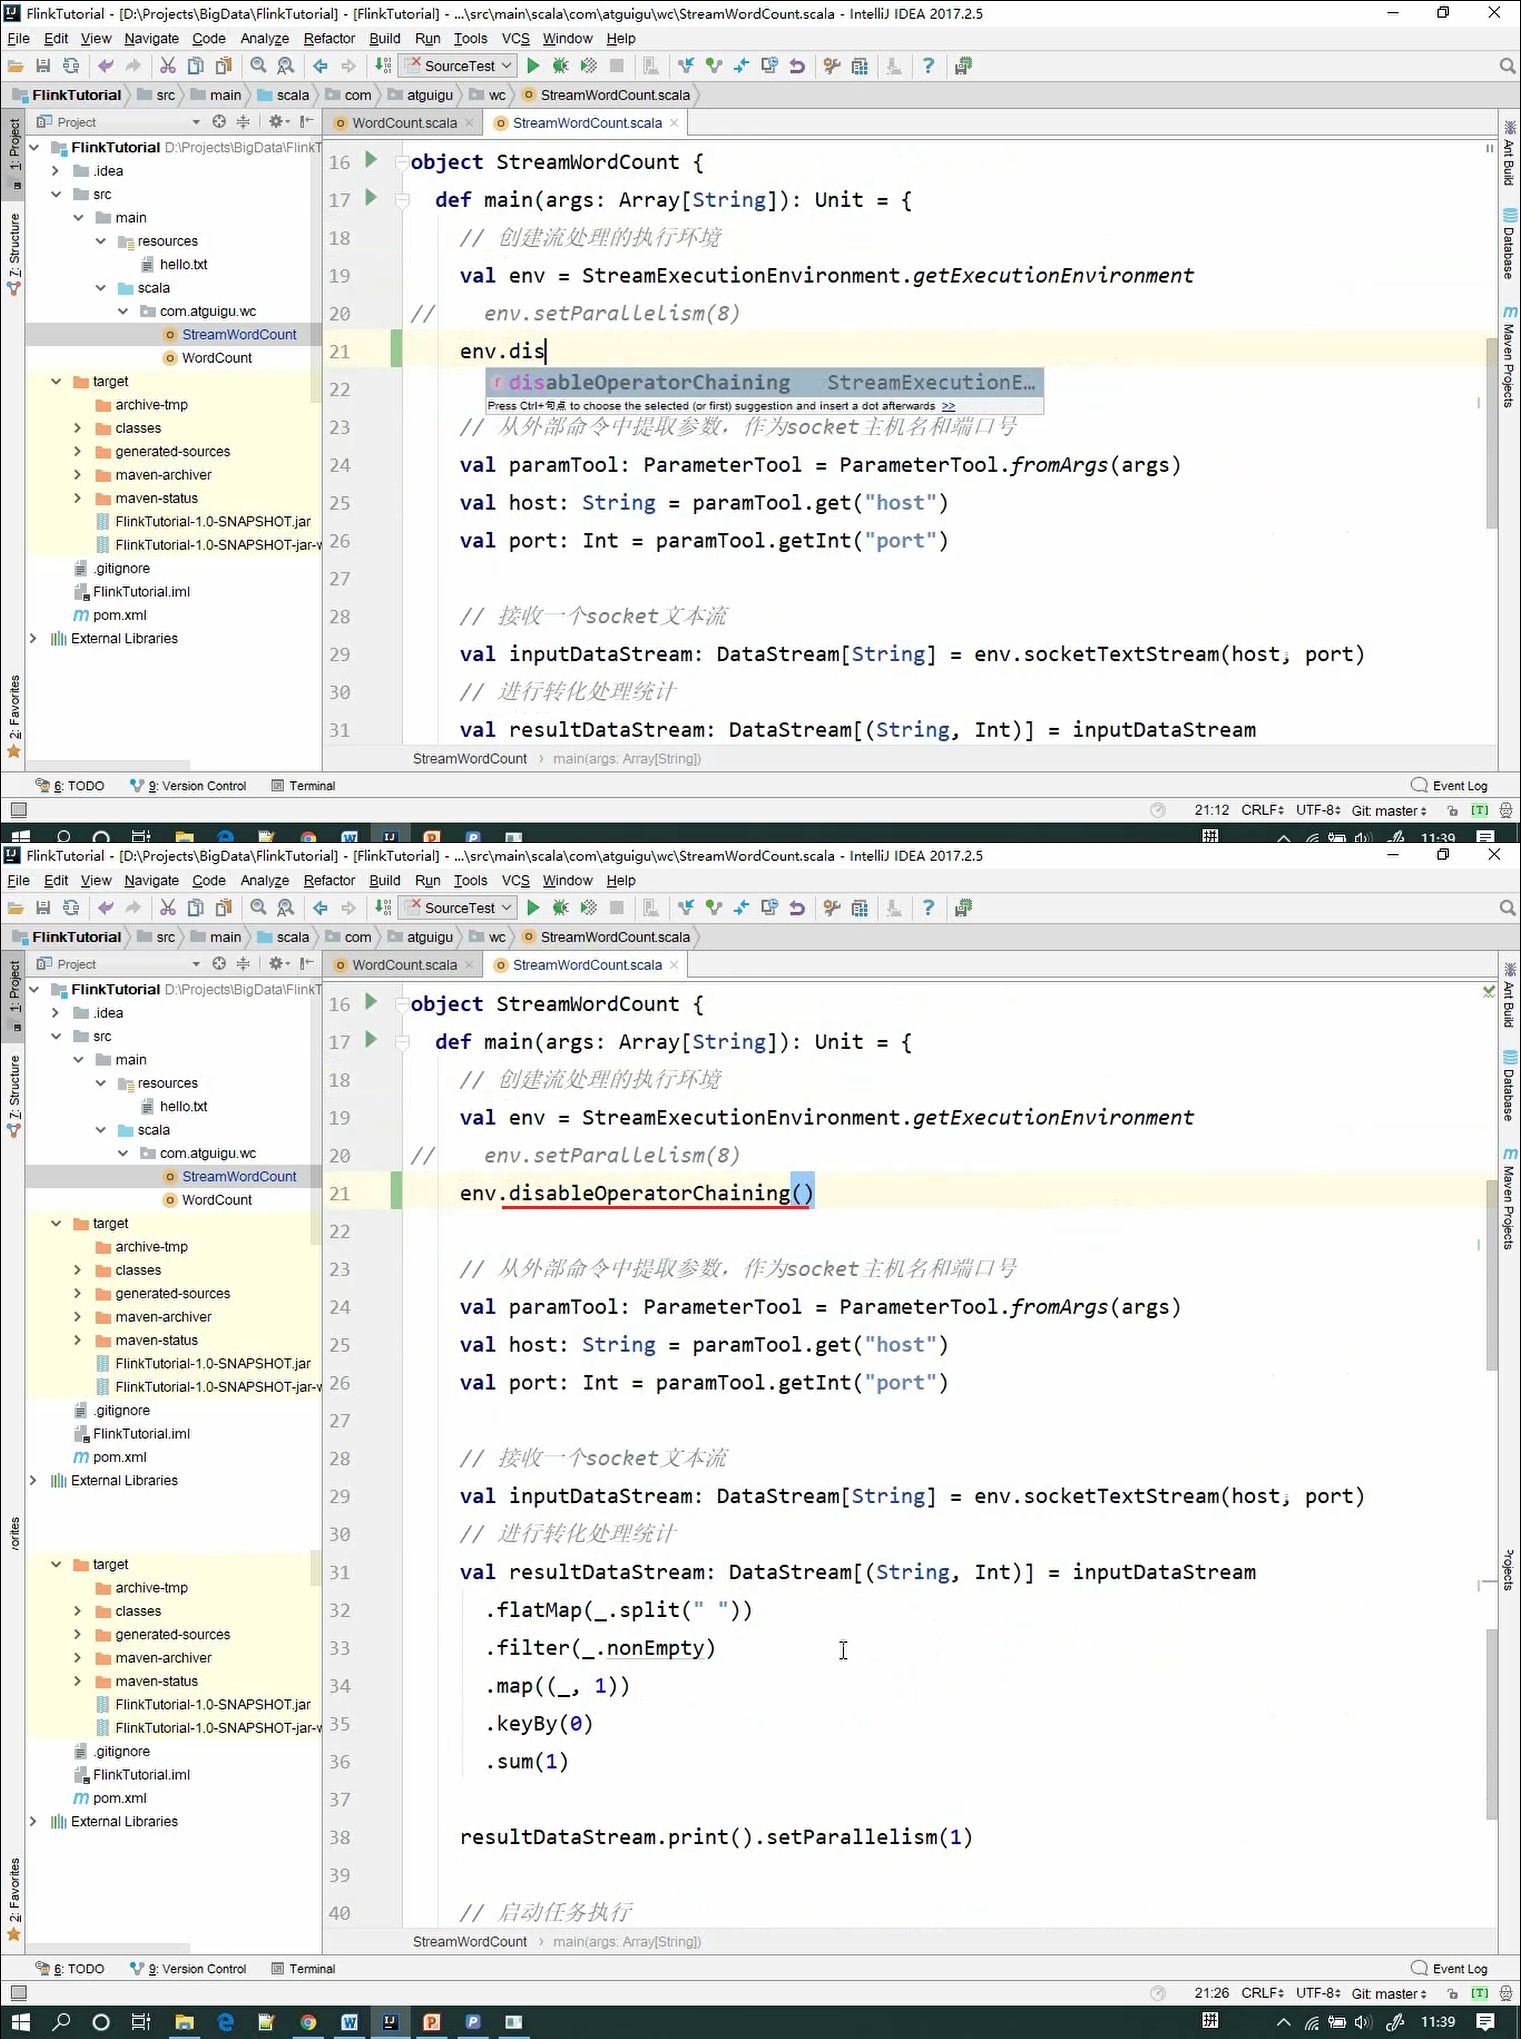 FlinkTutorial - [D:\Projects\BigData\FlinkTutorial] - [FlinkTutorial] - ...\src\main\scala\com\atguigu\wc\StreamWordCount.scala - IntelliJ IDEA 2017.2.5
File Edit View Navigate Code Analyze Refactor Build Run Tools VCS Window Help
SourceTest
FlinkTutorial src main scala com atguigu wc StreamWordCount.scala
Project WordCount.scala StreamWordCount.scala
1: Project
7: Structure
2: Favorites
FlinkTutorial D:\Projects\BigData\FlinkT
.idea
src
main
resources
hello.txt
scala
com.atguigu.wc
StreamWordCount
WordCount
target
archive-tmp
classes
generated-sources
maven-archiver
maven-status
FlinkTutorial-1.0-SNAPSHOT.jar
FlinkTutorial-1.0-SNAPSHOT-jar-w
.gitignore
FlinkTutorial.iml
pom.xml
External Libraries
16 object StreamWordCount {
17 def main(args: Array[String]): Unit = {
18 // 创建流处理的执行环境
19 val env = StreamExecutionEnvironment.getExecutionEnvironment
20 // env.setParallelism(8)
21 env.dis
22 disableOperatorChaining StreamExecutionE...
Press Ctrl+句点 to choose the selected (or first) suggestion and insert a dot afterwards >>
23 // 从外部命令中提取参数，作为socket主机名和端口号
24 val paramTool: ParameterTool = ParameterTool.fromArgs(args)
25 val host: String = paramTool.get("host")
26 val port: Int = paramTool.getInt("port")
27
28 // 接收一个socket文本流
29 val inputDataStream: DataStream[String] = env.socketTextStream(host, port)
30 // 进行转化处理统计
31 val resultDataStream: DataStream[(String, Int)] = inputDataStream
StreamWordCount main(args: Array[String])
Ant Build
Database
Maven Projects
6: TODO 9: Version Control Terminal Event Log
21:12 CRLF UTF-8 Git: master [T]
拼 11:39
FlinkTutorial - [D:\Projects\BigData\FlinkTutorial] - [FlinkTutorial] - ...\src\main\scala\com\atguigu\wc\StreamWordCount.scala - IntelliJ IDEA 2017.2.5
File Edit View Navigate Code Analyze Refactor Build Run Tools VCS Window Help
SourceTest
FlinkTutorial src main scala com atguigu wc StreamWordCount.scala
Project WordCount.scala StreamWordCount.scala
1: Project
7: Structure
FlinkTutorial D:\Projects\BigData\FlinkT
.idea
src
main
resources
hello.txt
scala
com.atguigu.wc
StreamWordCount
WordCount
target
archive-tmp
classes
generated-sources
maven-archiver
maven-status
FlinkTutorial-1.0-SNAPSHOT.jar
FlinkTutorial-1.0-SNAPSHOT-jar-w
.gitignore
FlinkTutorial.iml
pom.xml
External Libraries
target
archive-tmp
classes
generated-sources
maven-archiver
maven-status
FlinkTutorial-1.0-SNAPSHOT.jar
FlinkTutorial-1.0-SNAPSHOT-jar-w
.gitignore
FlinkTutorial.iml
pom.xml
External Libraries
2: Favorites
16 object StreamWordCount {
17 def main(args: Array[String]): Unit = {
18 // 创建流处理的执行环境
19 val env = StreamExecutionEnvironment.getExecutionEnvironment
20 // env.setParallelism(8)
21 env.disableOperatorChaining()
22
23 // 从外部命令中提取参数，作为socket主机名和端口号
24 val paramTool: ParameterTool = ParameterTool.fromArgs(args)
25 val host: String = paramTool.get("host")
26 val port: Int = paramTool.getInt("port")
27
28 // 接收一个socket文本流
29 val inputDataStream: DataStream[String] = env.socketTextStream(host, port)
30 // 进行转化处理统计
31 val resultDataStream: DataStream[(String, Int)] = inputDataStream
32 .flatMap(_.split(" "))
33 .filter(_.nonEmpty)
34 .map((_, 1))
35 .keyBy(0)
36 .sum(1)
37
38 resultDataStream.print().setParallelism(1)
39
40 // 启动任务执行
StreamWordCount main(args: Array[String])
Ant Build
Database
Maven Projects
6: TODO 9: Version Control Terminal Event Log
21:26 CRLF UTF-8 Git: master [T]
拼 11:39